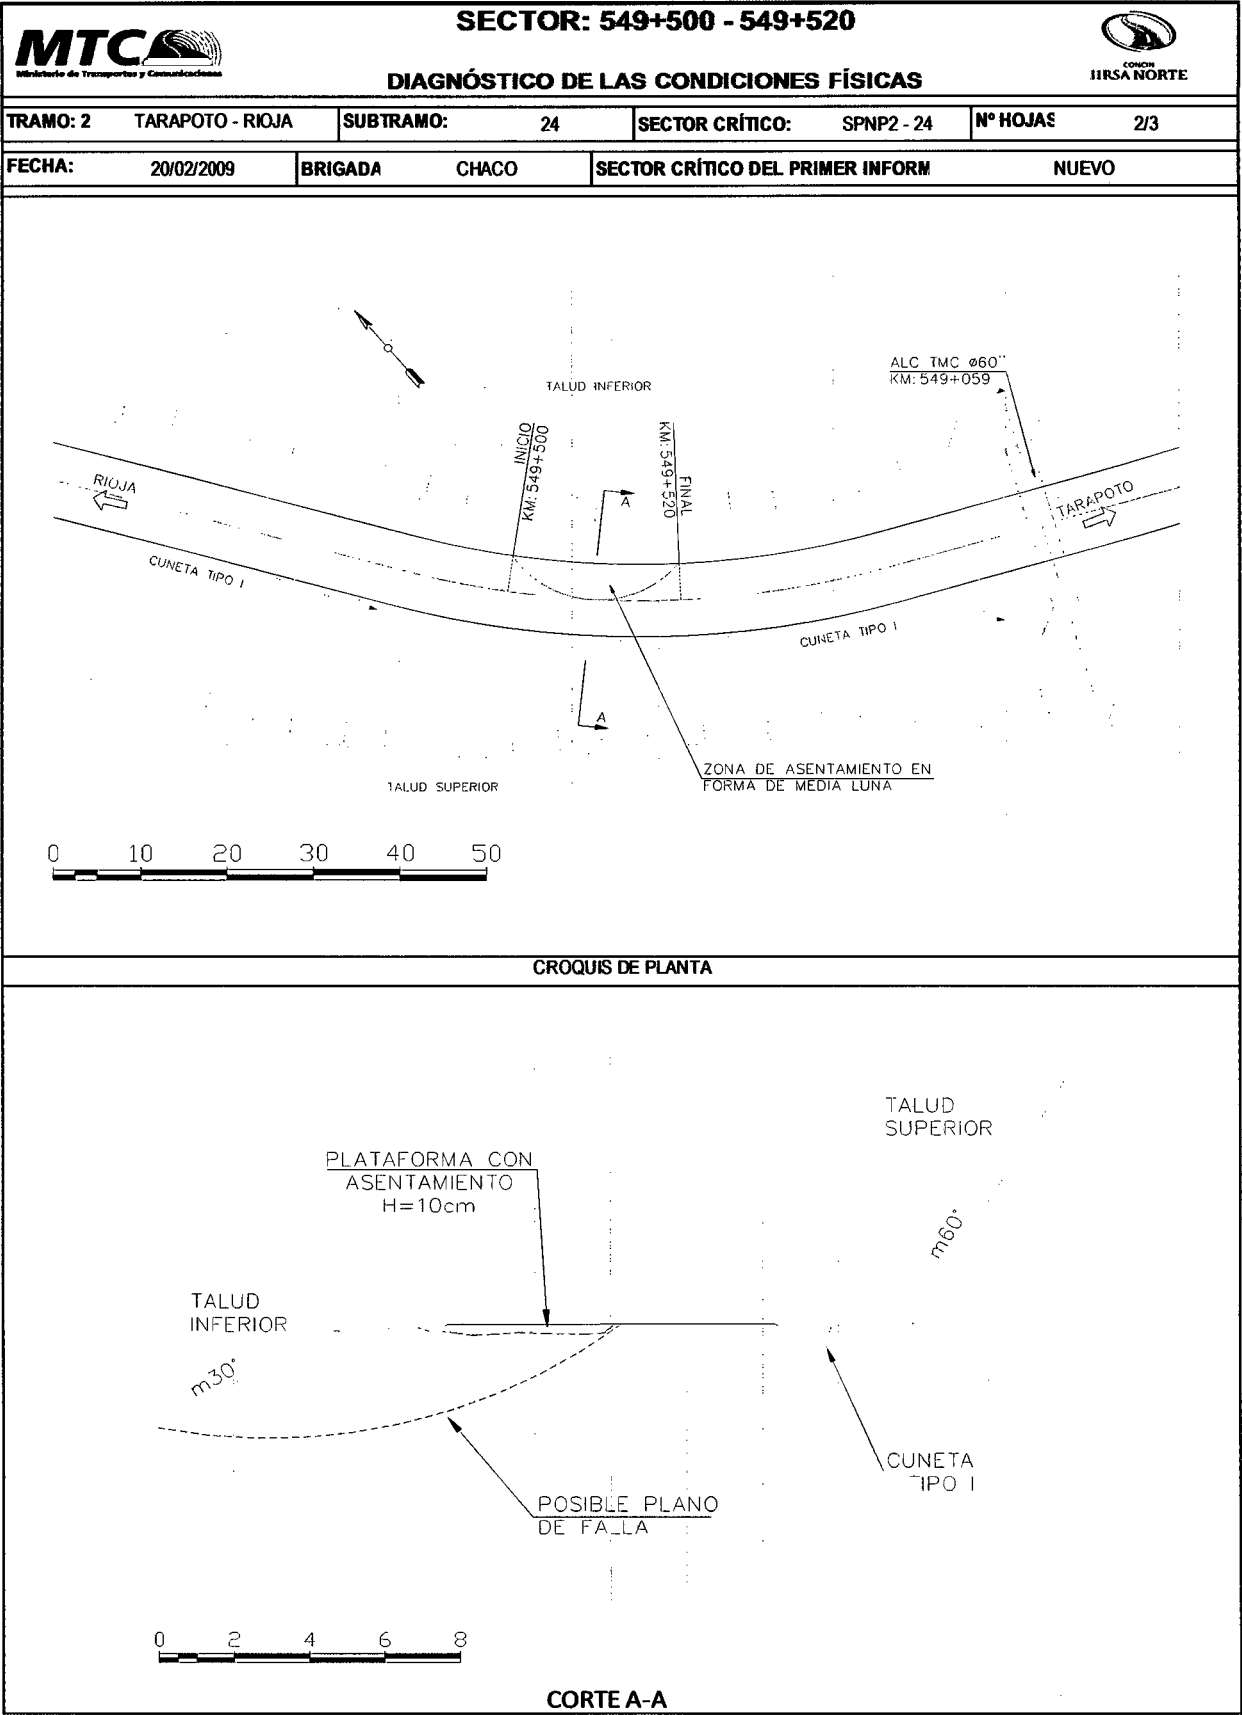 SECTOR: 549+500 - 549+520
MTC
Ministerio de Transportes y Comunicaciones
CONCIN
IIRSA NORTE
DIAGNÓSTICO DE LAS CONDICIONES FÍSICAS
TRAMO: 2 TARAPOTO - RIOJA SUBTRAMO: 24 SECTOR CRÍTICO: SPNP2 - 24 Nº HOJAS 2/3
FECHA: 20/02/2009 BRIGADA CHACO SECTOR CRÍTICO DEL PRIMER INFORM NUEVO
ALC TMC ø60"
KM: 549+059
TALUD INFERIOR
INICIO
KM: 549+500
FINAL
KM: 549+520
A
RIOJA
TARAPOTO
CUNETA TIPO I
CUNETA TIPO I
A
ZONA DE ASENTAMIENTO EN
FORMA DE MEDIA LUNA
TALUD SUPERIOR
0 10 20 30 40 50
CROQUIS DE PLANTA
TALUD
SUPERIOR
PLATAFORMA CON
ASENTAMIENTO
H=10cm
m60°
TALUD
INFERIOR
m30°
CUNETA
TIPO I
POSIBLE PLANO
DE FALLA
0 2 4 6 8
CORTE A-A